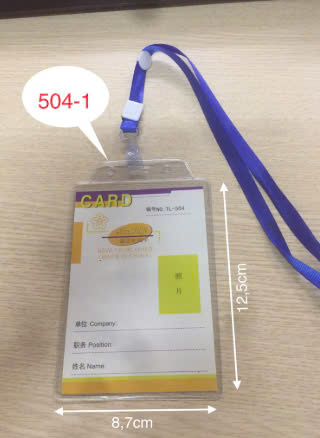 504-1
CARD
编号NO.:TL-504
照
片
单位 Company:
职务 Position:
姓名 Name:
12,5cm
8,7cm